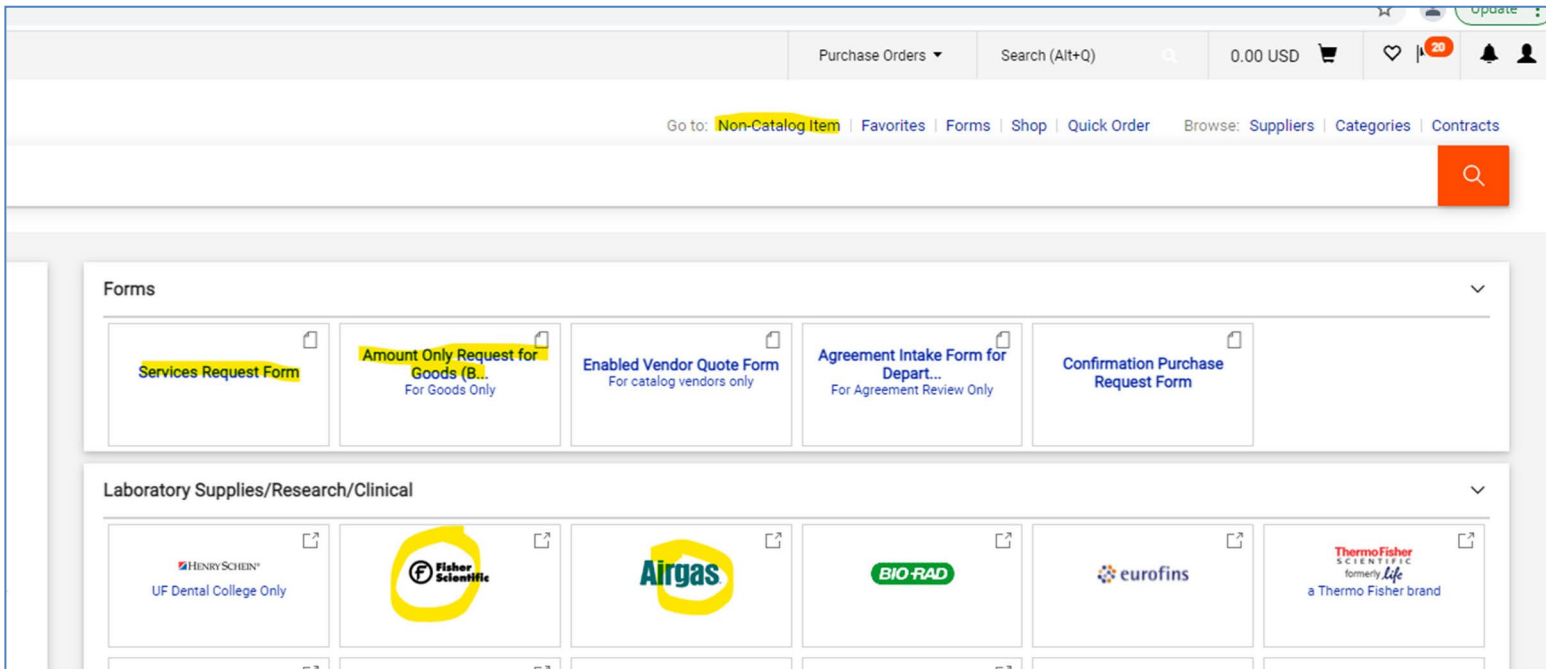 Update
Purchase Orders
Search (Alt+Q)
0.00 USD
20
Go to: Non-Catalog Item | Favorites | Forms | Shop | Quick Order Browse: Suppliers | Categories | Contracts
Forms
Services Request Form
Amount Only Request for
Goods (B...
For Goods Only
Enabled Vendor Quote Form
For catalog vendors only
Agreement Intake Form for
Depart...
For Agreement Review Only
Confirmation Purchase
Request Form
Laboratory Supplies/Research/Clinical
HENRY SCHEIN®
UF Dental College Only
Fisher
Scientific
Airgas
BIO-RAD
eurofins
ThermoFisher
SCIENTIFIC
formerly life
a Thermo Fisher brand